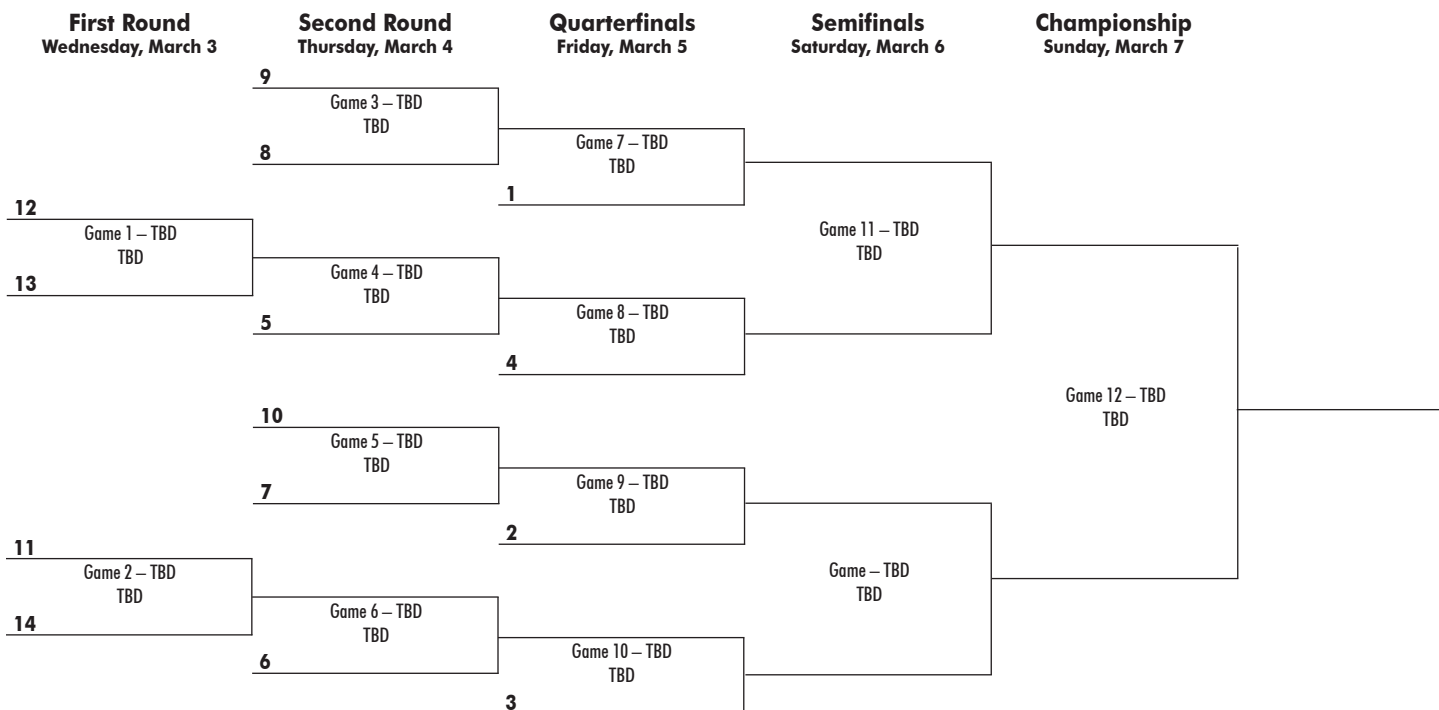 First Round
Wednesday, March 3
Second Round
Thursday, March 4
Quarterfinals
Friday, March 5
Semifinals
Saturday, March 6
Championship
Sunday, March 7
12
Game 1 – TBD
TBD
13
11
Game 2 – TBD
TBD
14
9
Game 3 – TBD
TBD
8
Game 4 – TBD
TBD
5
10
Game 5 – TBD
TBD
7
Game 6 – TBD
TBD
6
Game 7 – TBD
TBD
1
Game 8 – TBD
TBD
4
Game 9 – TBD
TBD
2
Game 10 – TBD
TBD
3
Game 11 – TBD
TBD
Game – TBD
TBD
Game 12 – TBD
TBD